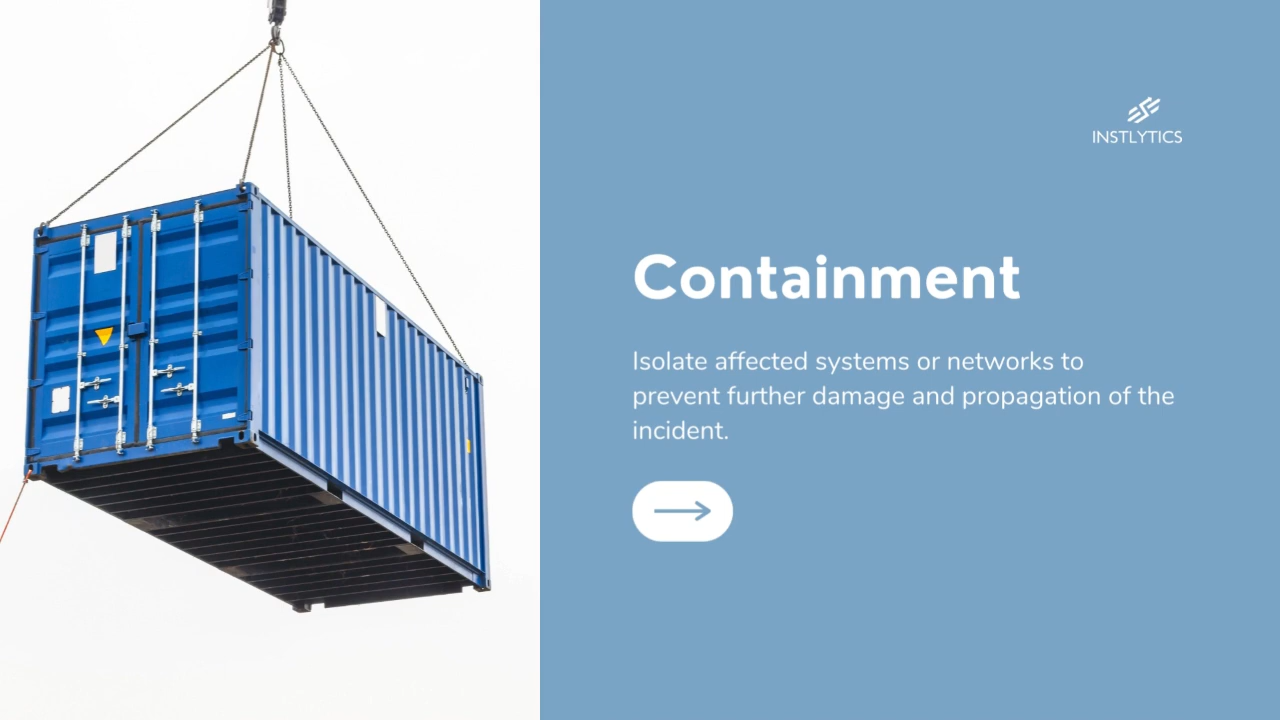 INSTLYTICS
Containment
Isolate affected systems or networks to
prevent further damage and propagation of the
incident.